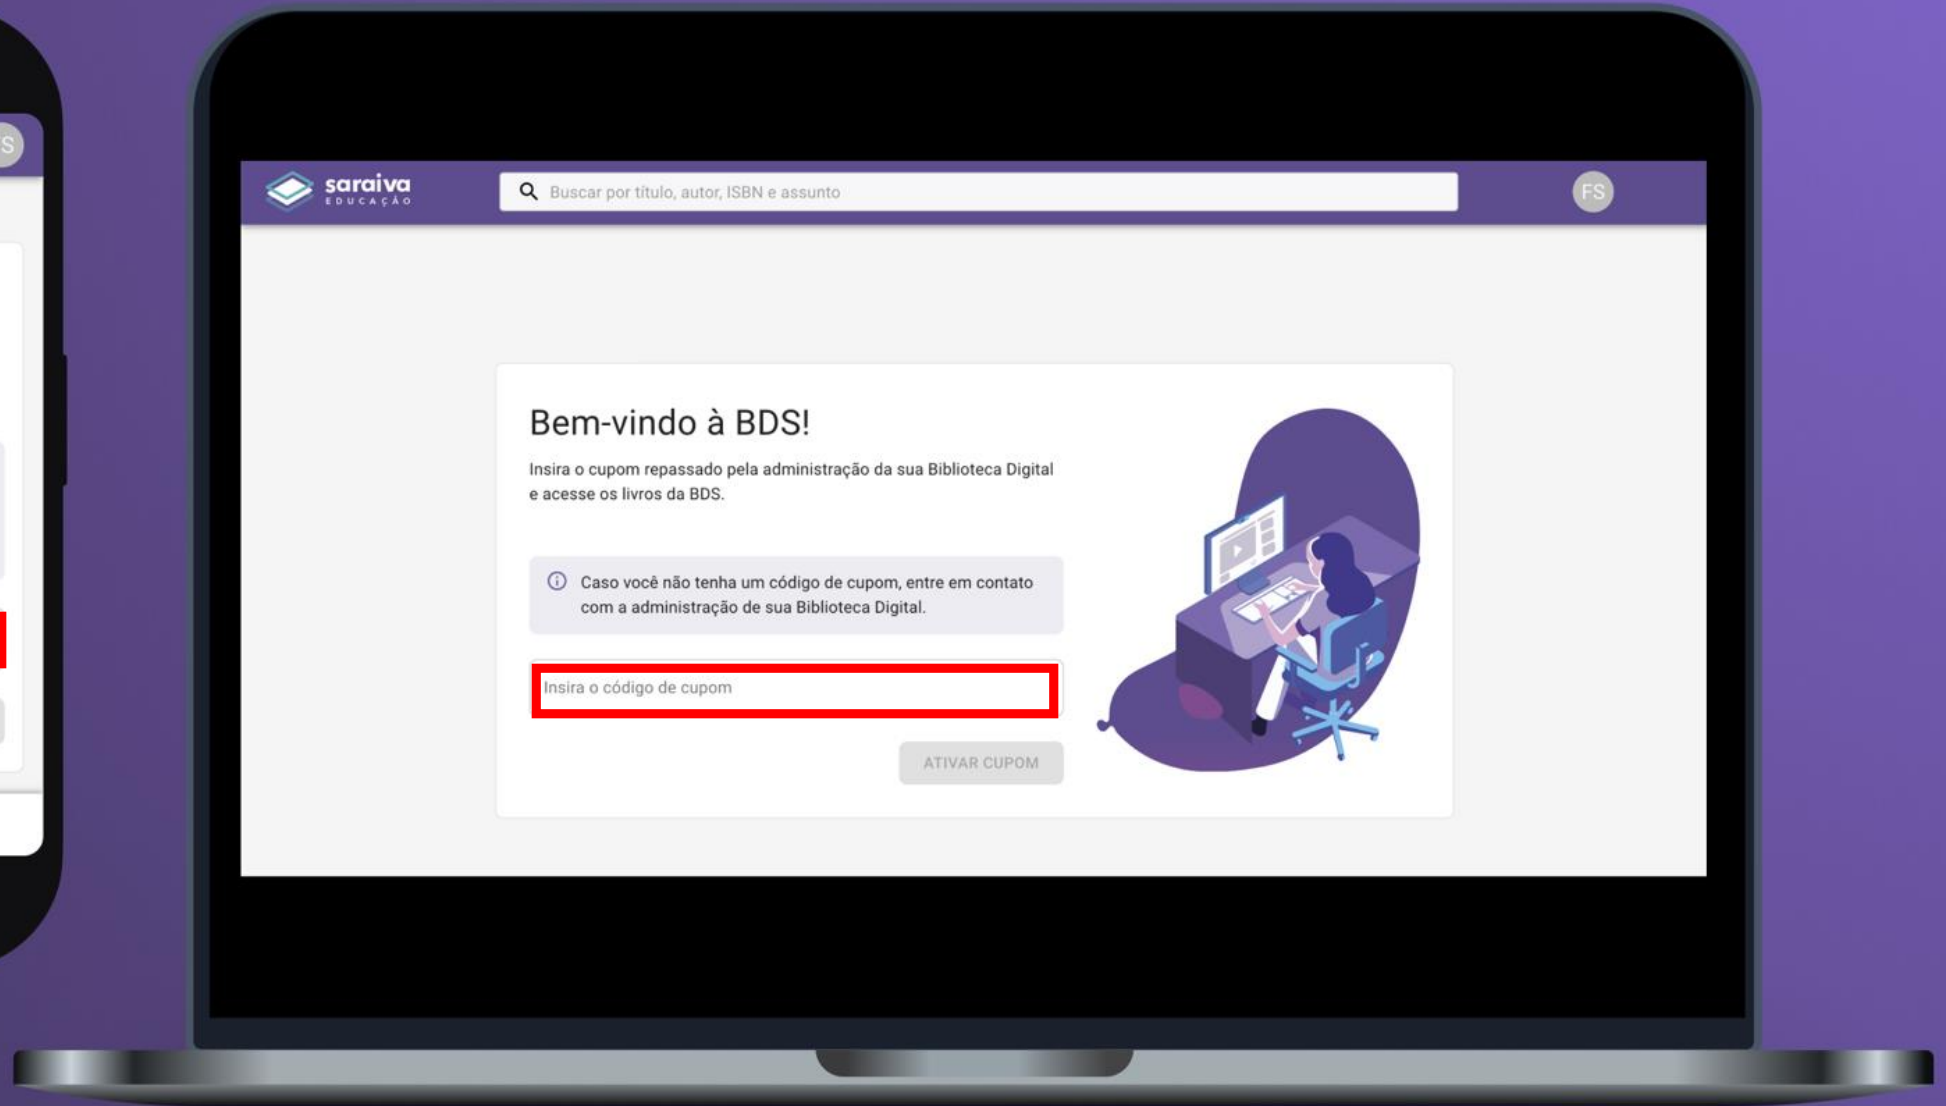 S
saraiva
EDUCAÇÃO
Buscar por título, autor, ISBN e assunto
FS
Bem-vindo à BDS!
Insira o cupom repassado pela administração da sua Biblioteca Digital
e acesse os livros da BDS.
Caso você não tenha um código de cupom, entre em contato
com a administração de sua Biblioteca Digital.
Insira o código de cupom
ATIVAR CUPOM